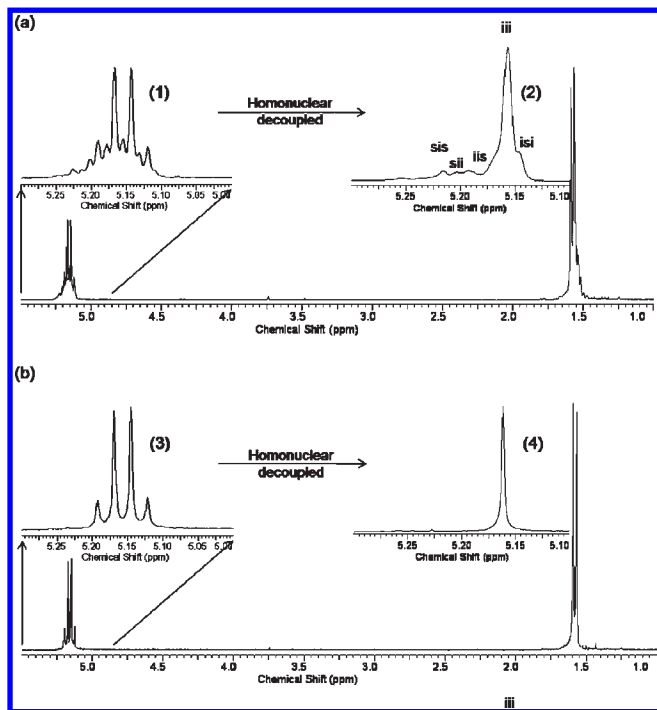 (a)
iii
(1)
Homonuclear
decoupled
(2)
sis
sii
iis
isi
5.25 5.20 5.15 5.10 5.05 5.00
Chemical Shift (ppm)
5.25 5.20 5.15 5.10
Chemical Shift (ppm)
5.0 4.5 4.0 3.5 3.0 2.5 2.0 1.5 1.0
Chemical Shift (ppm)
(b)
(3)
Homonuclear
decoupled
(4)
5.25 5.20 5.15 5.10 5.05 5.00
Chemical Shift (ppm)
5.25 5.20 5.15 5.10
Chemical Shift (ppm)
5.0 4.5 4.0 3.5 3.0 2.5 2.0 1.5 1.0
Chemical Shift (ppm)
iii